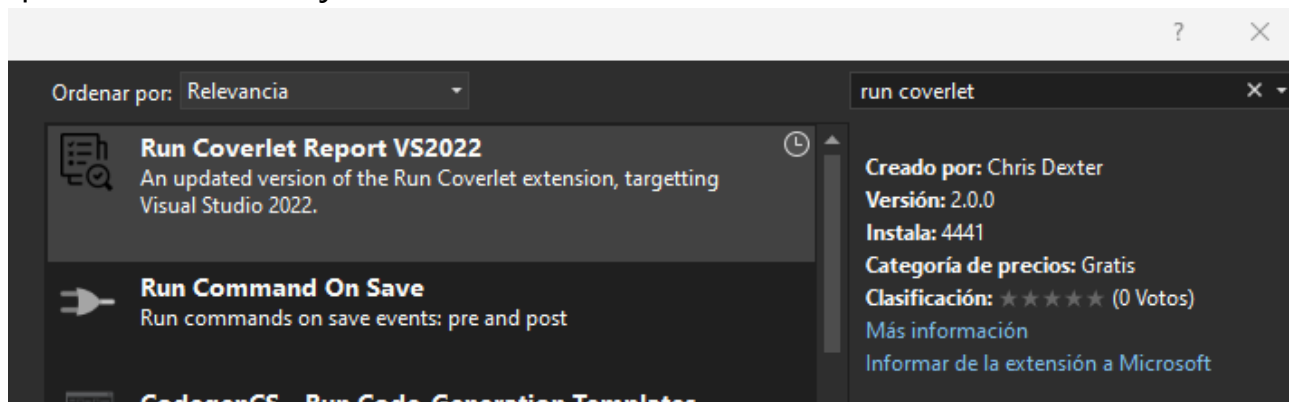 ?
Ordenar por: Relevancia
run coverlet
Run Coverlet Report VS2022
An updated version of the Run Coverlet extension, targetting
Visual Studio 2022.
Run Command On Save
Run commands on save events: pre and post
Creado por: Chris Dexter
Versión: 2.0.0
Instala: 4441
Categoría de precios: Gratis
Clasificación: ★★★★★ (0 Votos)
Más información
Informar de la extensión a Microsoft